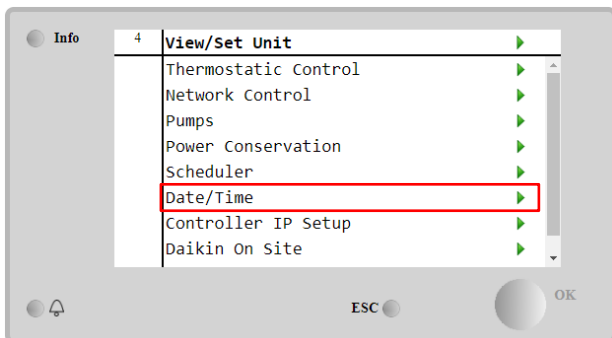 Info
4 View/Set Unit
Thermostatic Control
Network Control
Pumps
Power Conservation
Scheduler
Date/Time
Controller IP Setup
Daikin On Site
ESC
OK